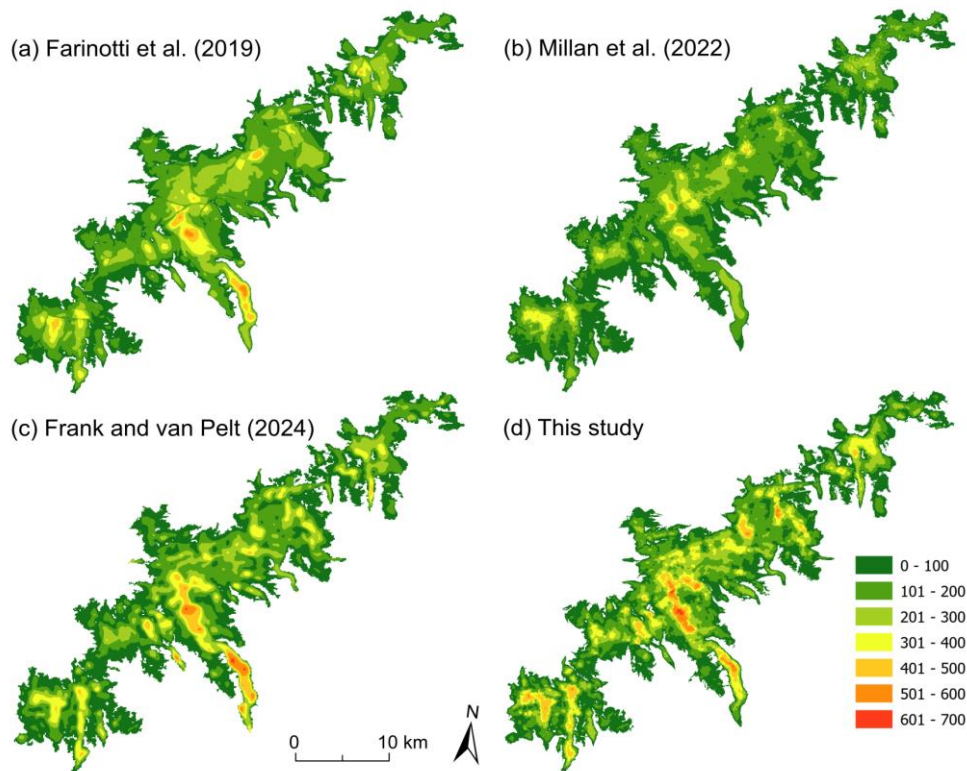 (a) Farinotti et al. (2019)
(b) Millan et al. (2022)
(c) Frank and van Pelt (2024)
(d) This study
0 - 100
101 - 200
201 - 300
301 - 400
401 - 500
501 - 600
601 - 700
N
0 10 km